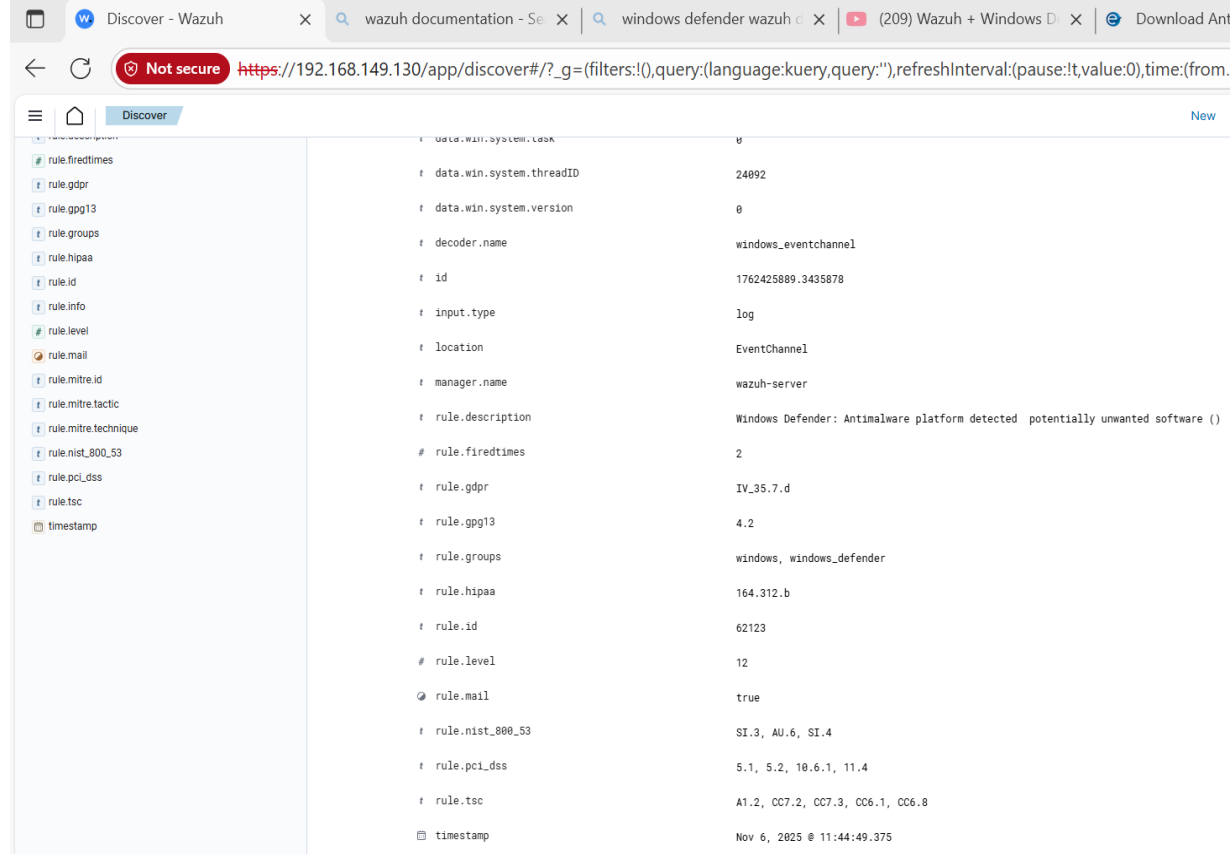 Discover - Wazuh
wazuh documentation - Se
windows defender wazuh d
(209) Wazuh + Windows D
Download Ant
Not secure https://192.168.149.130/app/discover#/?_g=(filters:!(),query:(language:kuery,query:''),refreshInterval:(pause:!t,value:0),time:(from.
Discover
New
rule.description
# rule.firedtimes
t rule.gdpr
t rule.gpg13
t rule.groups
t rule.hipaa
t rule.id
t rule.info
# rule.level
rule.mail
t rule.mitre.id
t rule.mitre.tactic
t rule.mitre.technique
t rule.nist_800_53
t rule.pci_dss
t rule.tsc
timestamp
t data.win.system.task 0
t data.win.system.threadID 24092
t data.win.system.version 0
t decoder.name windows_eventchannel
t id 1762425889.3435878
t input.type log
t location EventChannel
t manager.name wazuh-server
t rule.description Windows Defender: Antimalware platform detected  potentially unwanted software ()
# rule.firedtimes 2
t rule.gdpr IV_35.7.d
t rule.gpg13 4.2
t rule.groups windows, windows_defender
t rule.hipaa 164.312.b
t rule.id 62123
# rule.level 12
rule.mail true
t rule.nist_800_53 SI.3, AU.6, SI.4
t rule.pci_dss 5.1, 5.2, 10.6.1, 11.4
t rule.tsc A1.2, CC7.2, CC7.3, CC6.1, CC6.8
timestamp Nov 6, 2025 @ 11:44:49.375